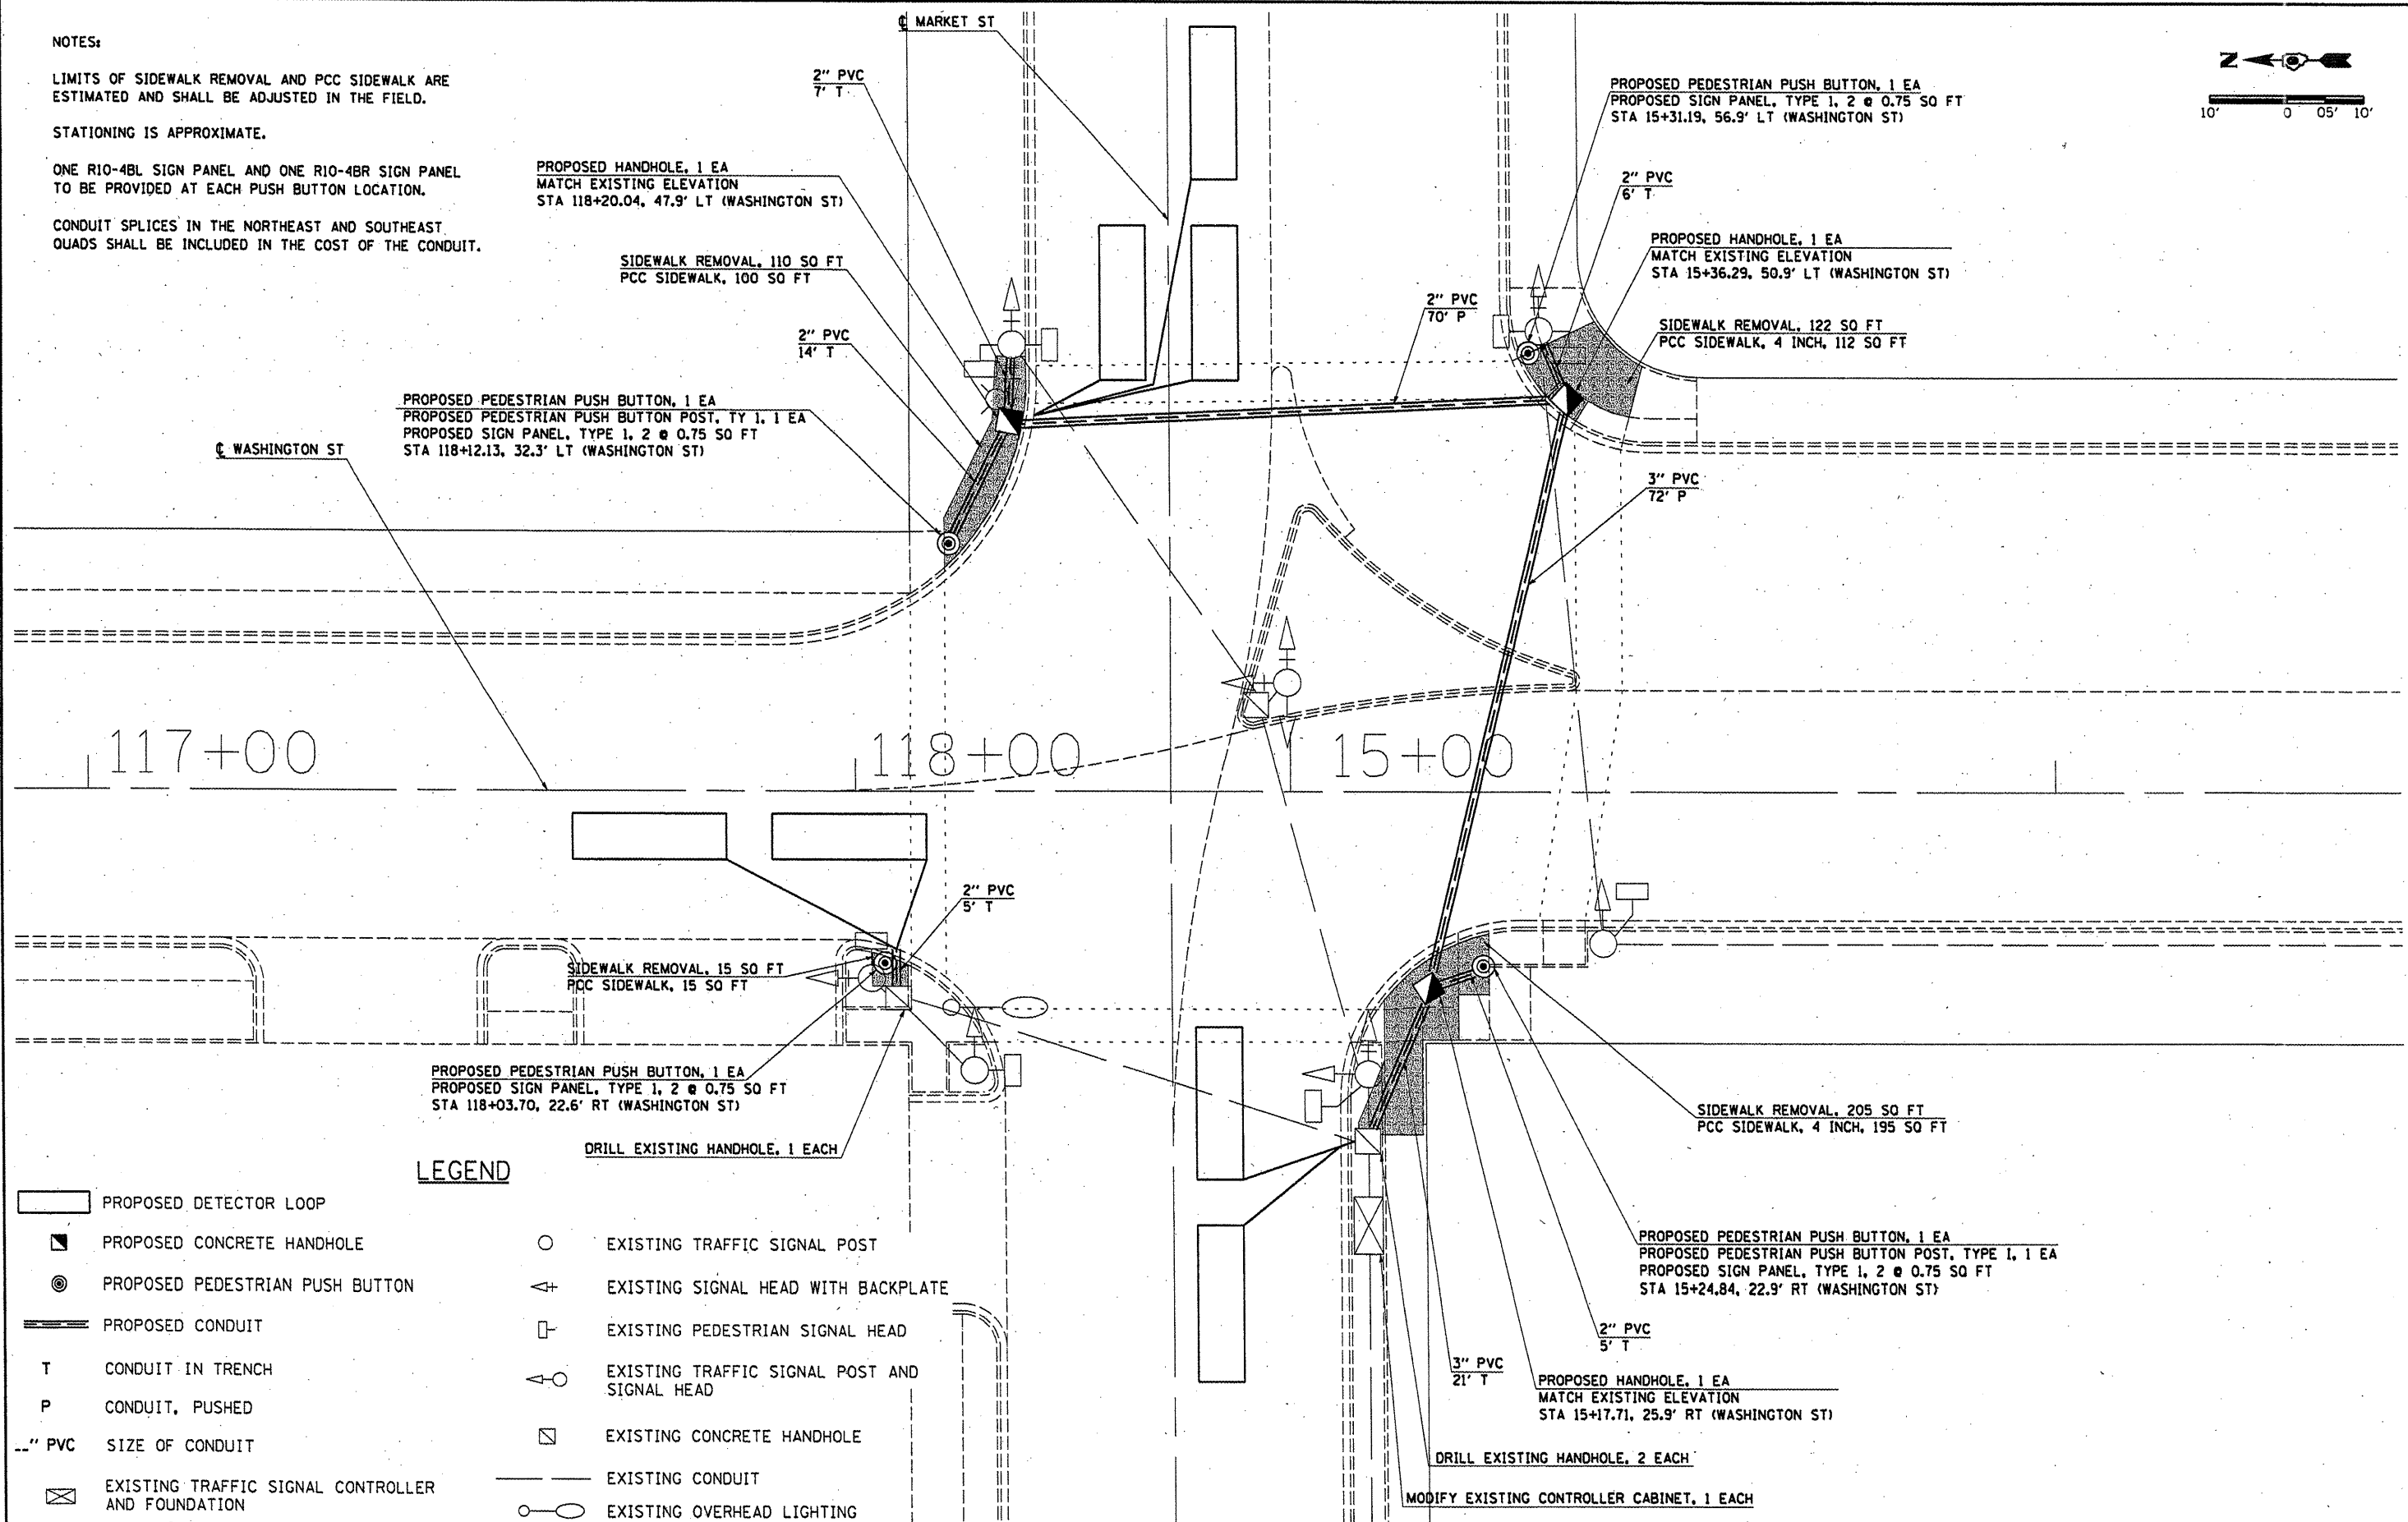 NOTES:
LIMITS OF SIDEWALK REMOVAL AND PCC SIDEWALK ARE
ESTIMATED AND SHALL BE ADJUSTED IN THE FIELD.
STATIONING IS APPROXIMATE.
ONE R10-4BL SIGN PANEL AND ONE R10-4BR SIGN PANEL
TO BE PROVIDED AT EACH PUSH BUTTON LOCATION.
CONDUIT SPLICES IN THE NORTHEAST AND SOUTHEAST
QUADS SHALL BE INCLUDED IN THE COST OF THE CONDUIT.
℄ MARKET ST
2" PVC
7' T
PROPOSED HANDHOLE, 1 EA
MATCH EXISTING ELEVATION
STA 118+20.04, 47.9' LT (WASHINGTON ST)
SIDEWALK REMOVAL, 110 SQ FT
PCC SIDEWALK, 100 SQ FT
2" PVC
14' T
PROPOSED PEDESTRIAN PUSH BUTTON, 1 EA
PROPOSED PEDESTRIAN PUSH BUTTON POST, TY 1, 1 EA
PROPOSED SIGN PANEL, TYPE 1, 2 @ 0.75 SQ FT
STA 118+12.13, 32.3' LT (WASHINGTON ST)
℄ WASHINGTON ST
PROPOSED PEDESTRIAN PUSH BUTTON, 1 EA
PROPOSED SIGN PANEL, TYPE 1, 2 @ 0.75 SQ FT
STA 15+31.19, 56.9' LT (WASHINGTON ST)
N
10' 0 05' 10'
2" PVC
6' T
PROPOSED HANDHOLE, 1 EA
MATCH EXISTING ELEVATION
STA 15+36.29, 50.9' LT (WASHINGTON ST)
2" PVC
70' P
SIDEWALK REMOVAL, 122 SQ FT
PCC SIDEWALK, 4 INCH, 112 SQ FT
3" PVC
72' P
117+00
118+00
15+00
2" PVC
5' T
SIDEWALK REMOVAL, 15 SQ FT
PCC SIDEWALK, 15 SQ FT
PROPOSED PEDESTRIAN PUSH BUTTON, 1 EA
PROPOSED SIGN PANEL, TYPE 1, 2 @ 0.75 SQ FT
STA 118+03.70, 22.6' RT (WASHINGTON ST)
DRILL EXISTING HANDHOLE, 1 EACH
SIDEWALK REMOVAL, 205 SQ FT
PCC SIDEWALK, 4 INCH, 195 SQ FT
PROPOSED PEDESTRIAN PUSH BUTTON, 1 EA
PROPOSED PEDESTRIAN PUSH BUTTON POST, TYPE I, 1 EA
PROPOSED SIGN PANEL, TYPE 1, 2 @ 0.75 SQ FT
STA 15+24.84, 22.9' RT (WASHINGTON ST)
2" PVC
5' T
3" PVC
21' T
PROPOSED HANDHOLE, 1 EA
MATCH EXISTING ELEVATION
STA 15+17.71, 25.9' RT (WASHINGTON ST)
DRILL EXISTING HANDHOLE, 2 EACH
MODIFY EXISTING CONTROLLER CABINET, 1 EACH
LEGEND
PROPOSED DETECTOR LOOP
PROPOSED CONCRETE HANDHOLE
PROPOSED PEDESTRIAN PUSH BUTTON
PROPOSED CONDUIT
T CONDUIT IN TRENCH
P CONDUIT, PUSHED
__" PVC SIZE OF CONDUIT
EXISTING TRAFFIC SIGNAL CONTROLLER
AND FOUNDATION
EXISTING TRAFFIC SIGNAL POST
EXISTING SIGNAL HEAD WITH BACKPLATE
EXISTING PEDESTRIAN SIGNAL HEAD
EXISTING TRAFFIC SIGNAL POST AND
SIGNAL HEAD
EXISTING CONCRETE HANDHOLE
EXISTING CONDUIT
EXISTING OVERHEAD LIGHTING